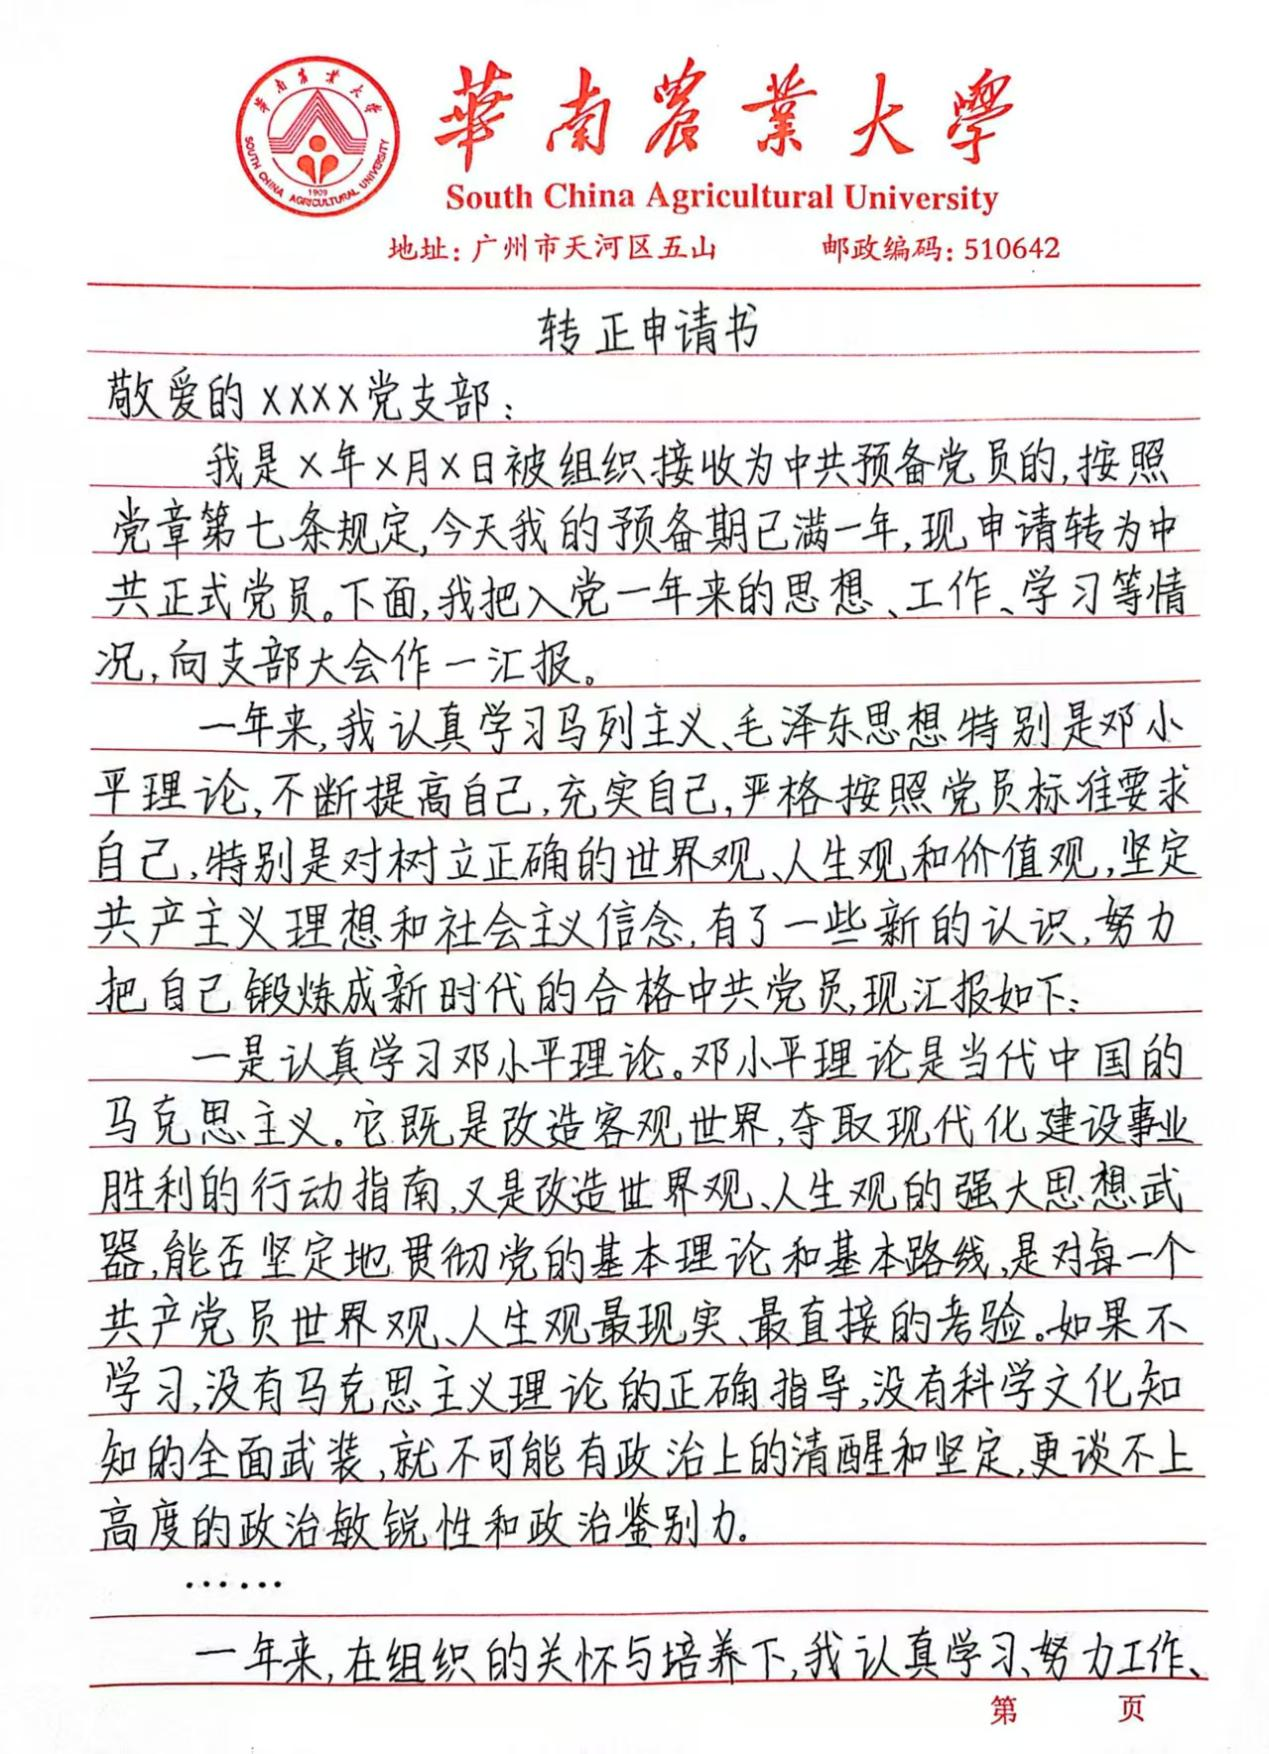 華南農業大學
SOUTH CHINA AGRICULTURAL UNIVERSITY
1909
華南農業大學
South China Agricultural University
地址：广州市天河区五山 邮政编码：510642
转正申请书
敬爱的XXXX党支部：
我是X年X月X日被组织接收为中共预备党员的，按照
党章第七条规定，今天我的预备期已满一年，现申请转为中
共正式党员。下面，我把入党一年来的思想、工作、学习等情
况，向支部大会作一汇报。
一年来，我认真学习马列主义、毛泽东思想特别是邓小
平理论，不断提高自己，充实自己，严格按照党员标准要求
自己，特别是对树立正确的世界观、人生观和价值观，坚定
共产主义理想和社会主义信念，有了一些新的认识，努力
把自己锻炼成新时代的合格中共党员，现汇报如下：
一是认真学习邓小平理论。邓小平理论是当代中国的
马克思主义。它既是改造客观世界，夺取现代化建设事业
胜利的行动指南，又是改造世界观、人生观的强大思想武
器，能否坚定地贯彻党的基本理论和基本路线，是对每一个
共产党员世界观、人生观最现实、最直接的考验。如果不
学习，没有马克思主义理论的正确指导，没有科学文化知
知的全面武装，就不可能有政治上的清醒和坚定，更谈不上
高度的政治敏锐性和政治鉴别力。
……
一年来，在组织的关怀与培养下，我认真学习、努力工作、
第 页